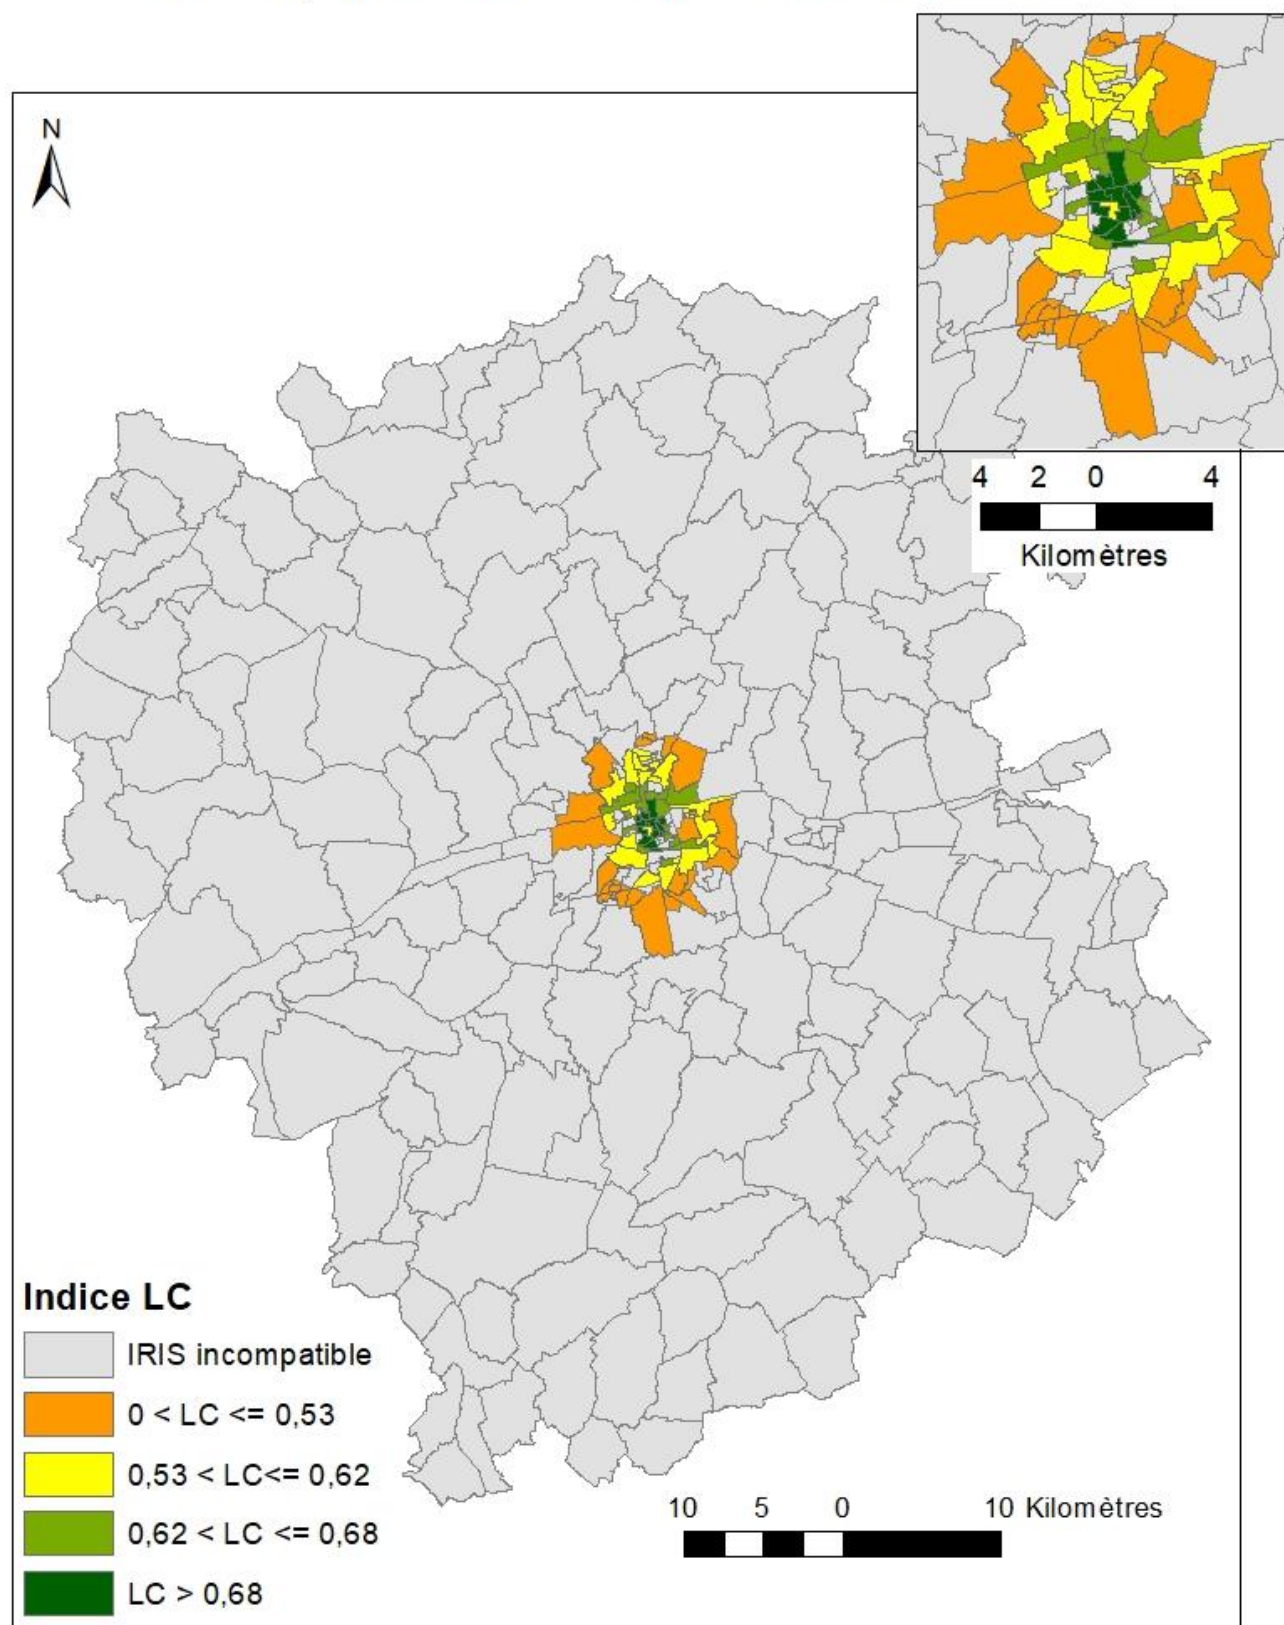 N
4 2 0 4
Kilomètres
Indice LC
IRIS incompatible
0 < LC <= 0,53
0,53 < LC<= 0,62
0,62 < LC <= 0,68
LC > 0,68
10 5 0 10 Kilomètres